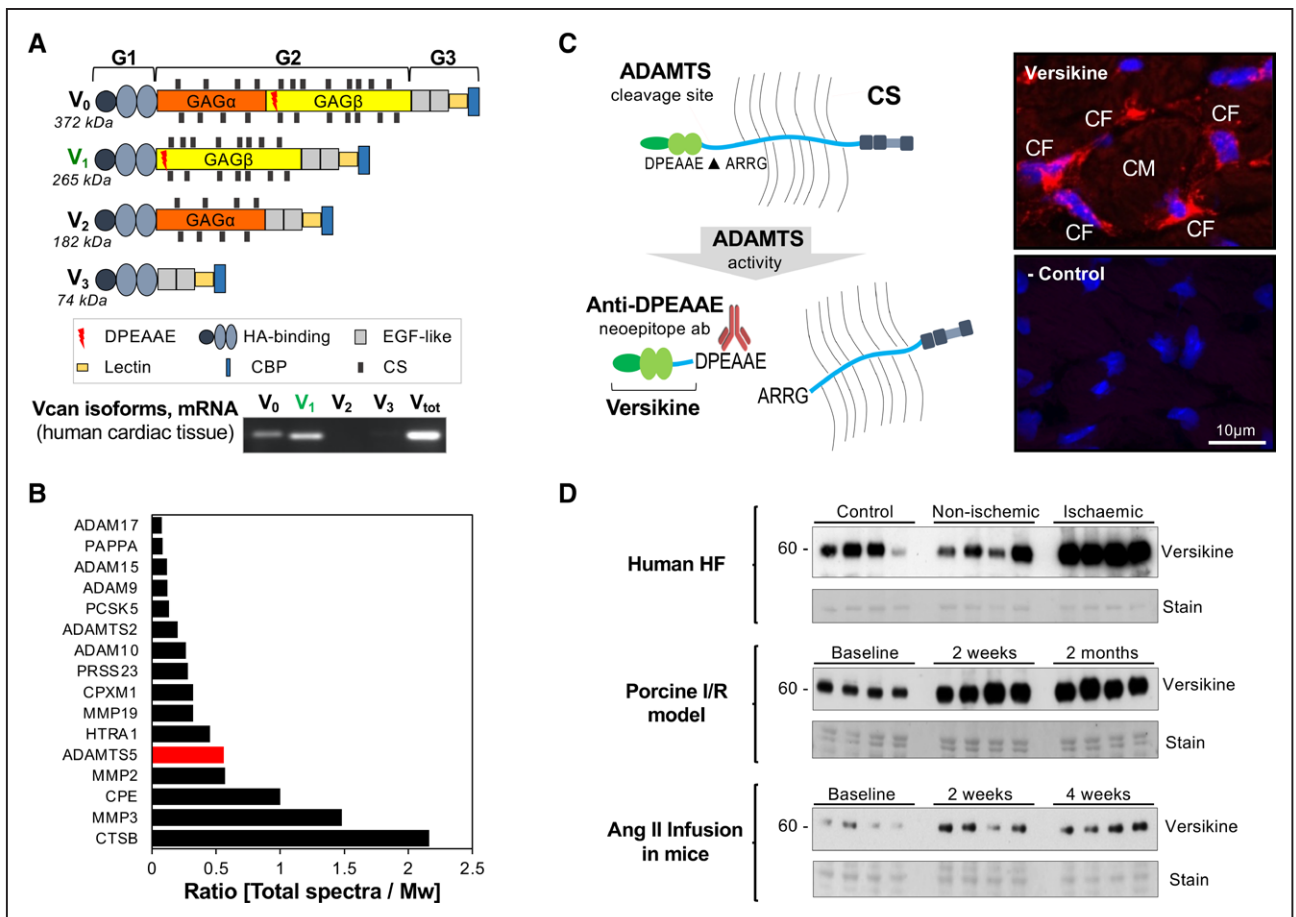 A
G1 G2 G3
V0 GAGα GAGβ
372 kDa
V1 GAGβ
265 kDa
V2 GAGα
182 kDa
V3
74 kDa
DPEAAE HA-binding EGF-like
Lectin CBP CS
Vcan isoforms, mRNA V0 V1 V2 V3 Vtot
(human cardiac tissue)
B
ADAM17
PAPPA
ADAM15
ADAM9
PCSK5
ADAMTS2
ADAM10
PRSS23
CPXM1
MMP19
HTRA1
ADAMTS5
MMP2
CPE
MMP3
CTSB
0 0.5 1 1.5 2 2.5
Ratio [Total spectra / Mw]
C
ADAMTS
cleavage site
CS
DPEAAE ▲ ARRG
ADAMTS
activity
Anti-DPEAAE
neoepitope ab
DPEAAE
Versikine
ARRG
Versikine
CF
CF
CF
CM
CF
CF
- Control
10μm
D
Control Non-ischemic Ischaemic
Human HF
60 -
Versikine
Stain
Baseline 2 weeks 2 months
Porcine I/R
model
60 -
Versikine
Stain
Baseline 2 weeks 4 weeks
Ang II Infusion
in mice
60 -
Versikine
Stain